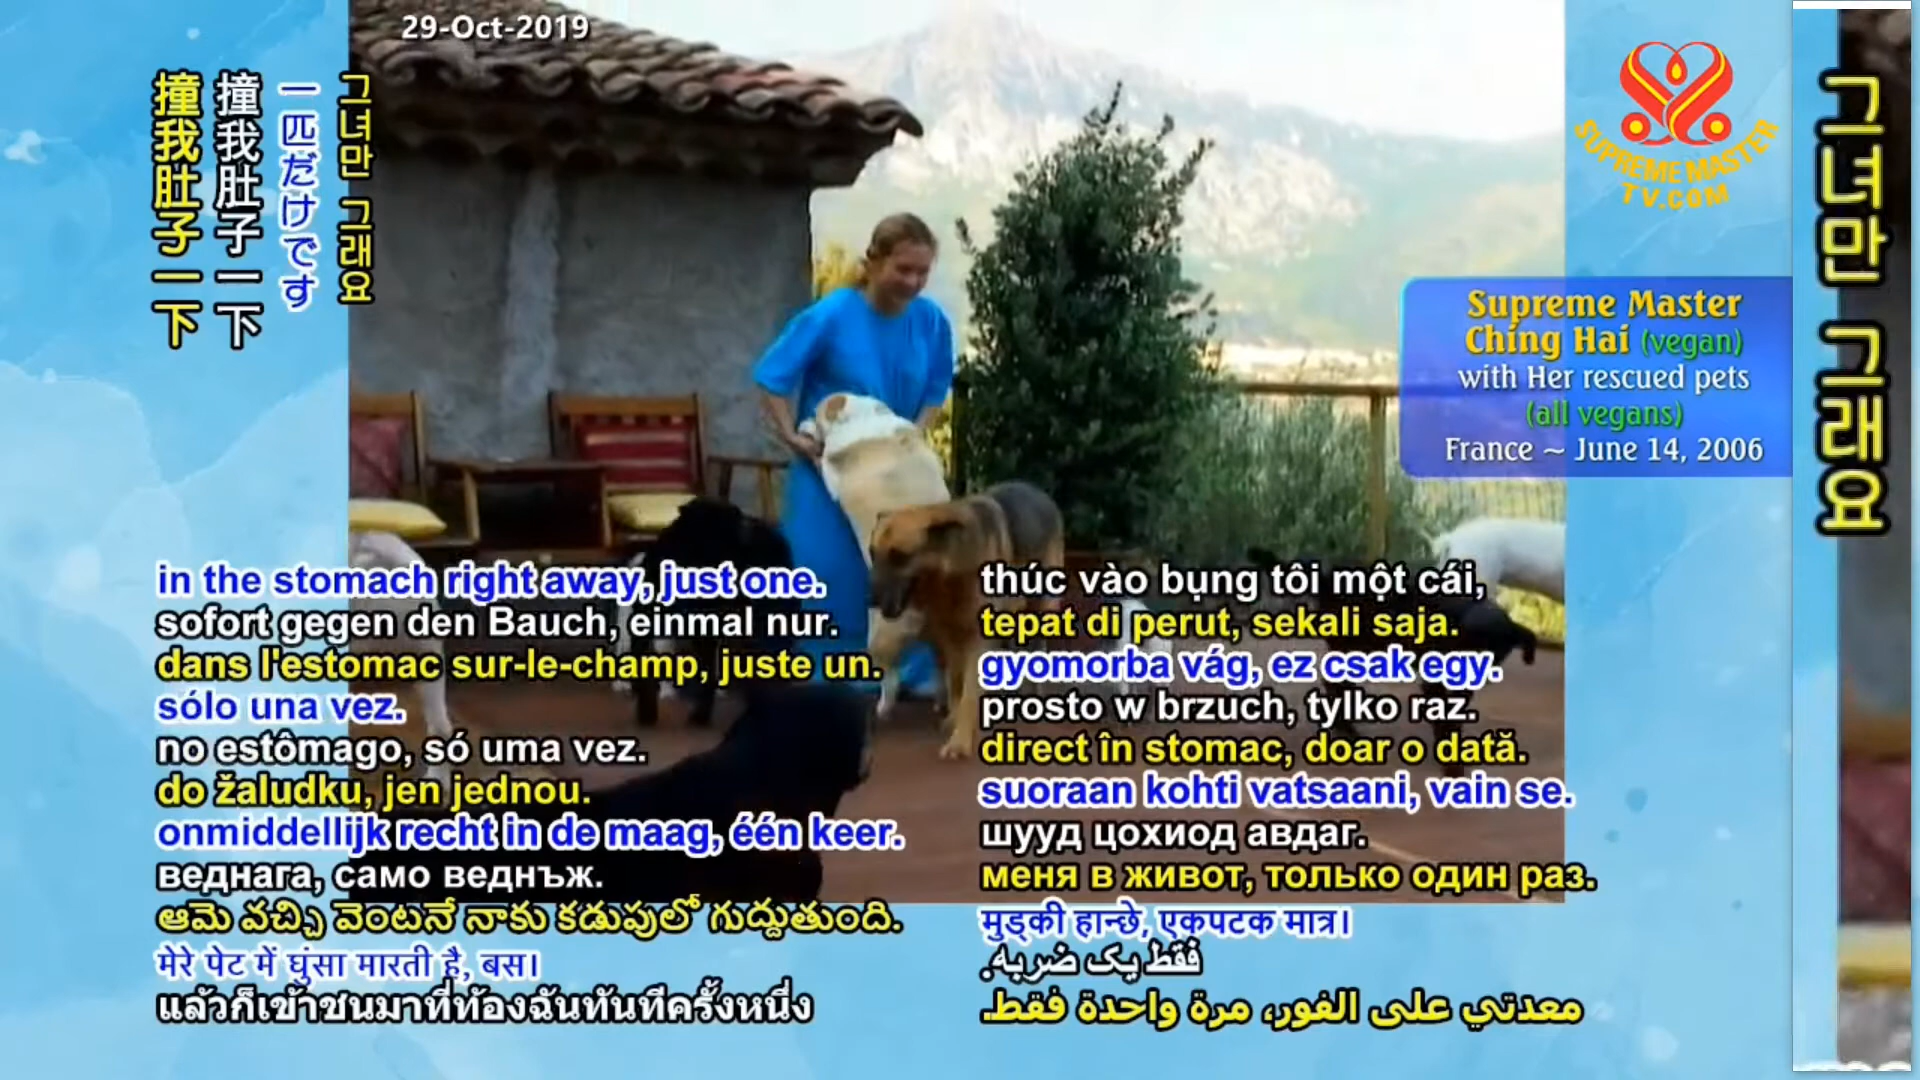 29-Oct-2019
그녀만 그래요
一匹だけです
撞我肚子一下
撞我肚子一下
SUPREME MASTER
TV.COM
Supreme Master
Ching Hai (vegan)
with Her rescued pets
(all vegans)
France ~ June 14, 2006
그녀만 그래요
in the stomach right away, just one.
sofort gegen den Bauch, einmal nur.
dans l'estomac sur-le-champ, juste un.
sólo una vez.
no estômago, só uma vez.
do žaludku, jen jednou.
onmiddellijk recht in de maag, één keer.
веднага, само веднъж.
ఆమె వచ్చి వెంటనే నాకు కడుపులో గుద్దుతుంది.
मेरे पेट में घुंसा मारती है, बस।
แล้วก็เข้าชนมาที่ท้องฉันทันทีครั้งหนึ่ง
thúc vào bụng tôi một cái,
tepat di perut, sekali saja.
gyomorba vág, ez csak egy.
prosto w brzuch, tylko raz.
direct în stomac, doar o dată.
suoraan kohti vatsaani, vain se.
шууд цохиод авдаг.
меня в живот, только один раз.
मुड्की हान्छे, एकपटक मात्र।
فقط یک ضربه.
معدتي على الفور، مرة واحدة فقط.